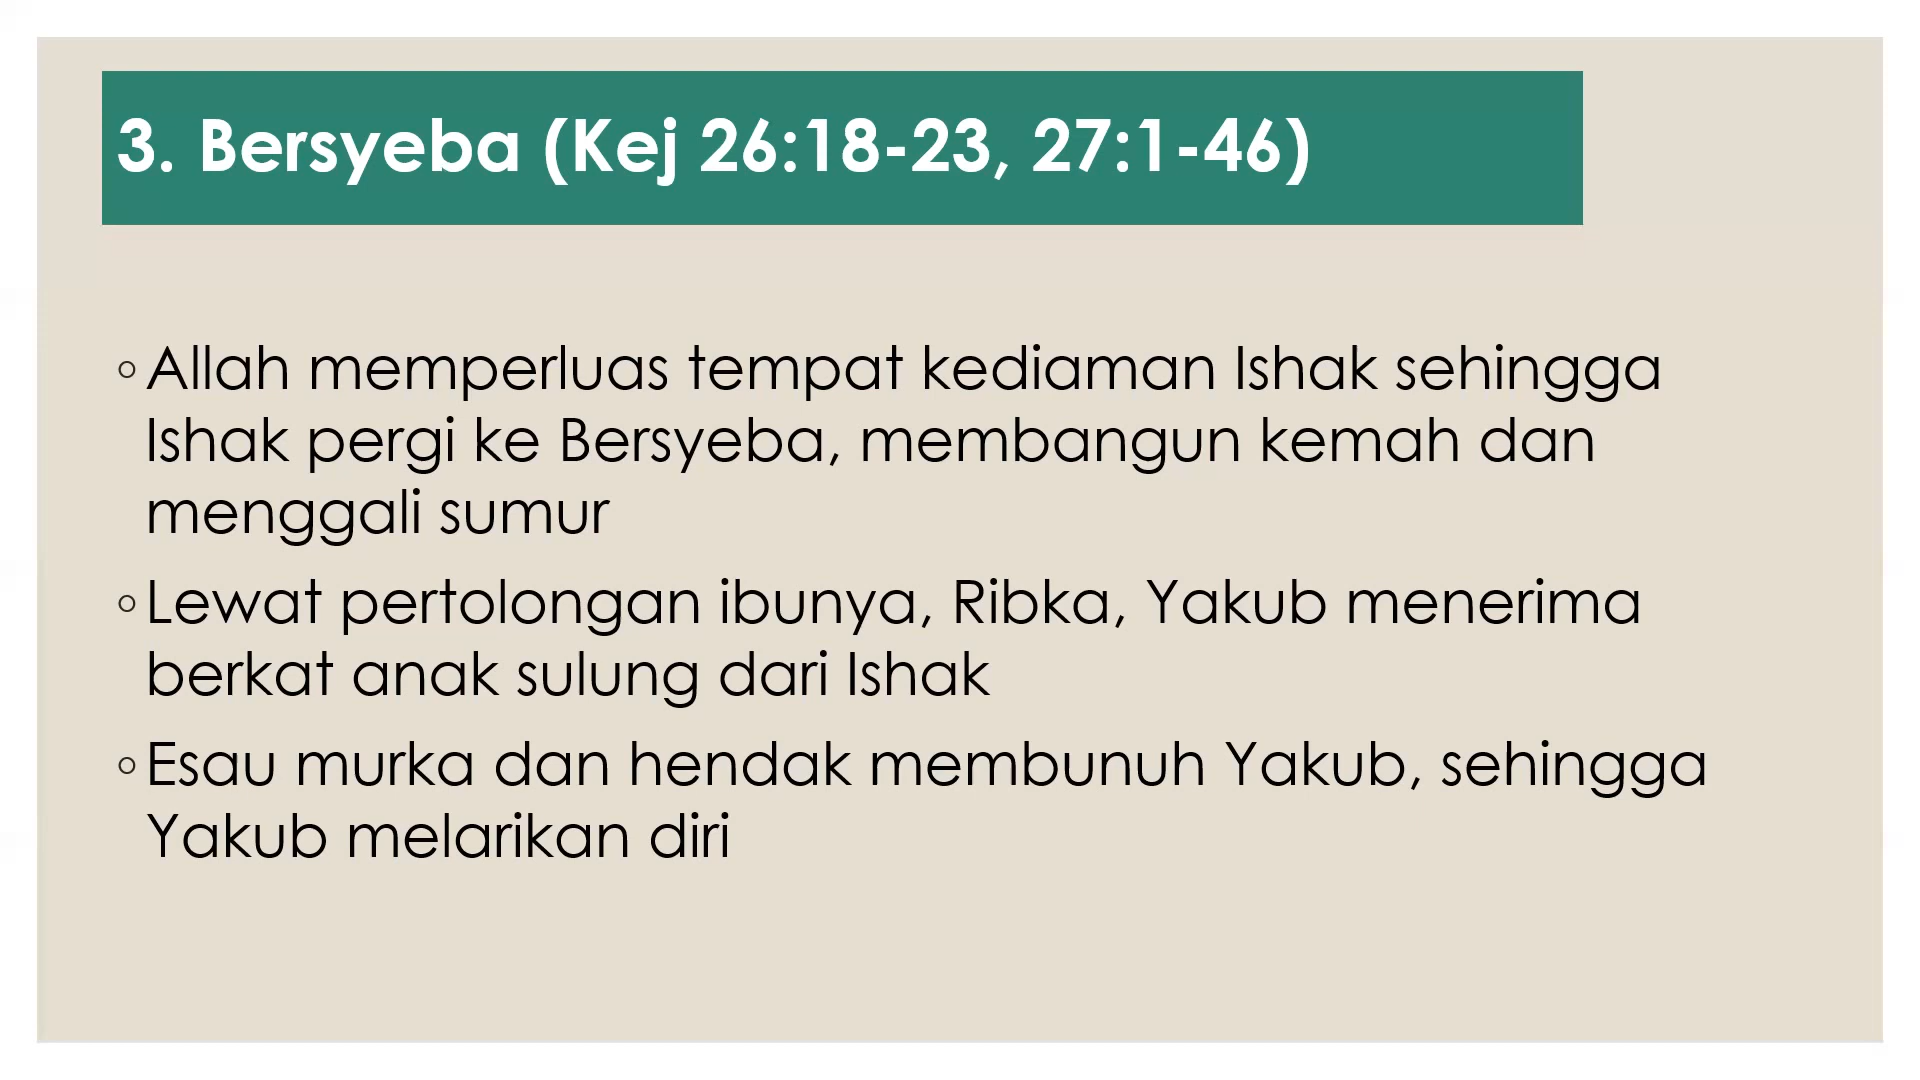 3. Bersyeba (Kej 26:18-23, 27:1-46)
◦Allah memperluas tempat kediaman Ishak sehingga
Ishak pergi ke Bersyeba, membangun kemah dan
menggali sumur
◦Lewat pertolongan ibunya, Ribka, Yakub menerima
berkat anak sulung dari Ishak
◦Esau murka dan hendak membunuh Yakub, sehingga
Yakub melarikan diri